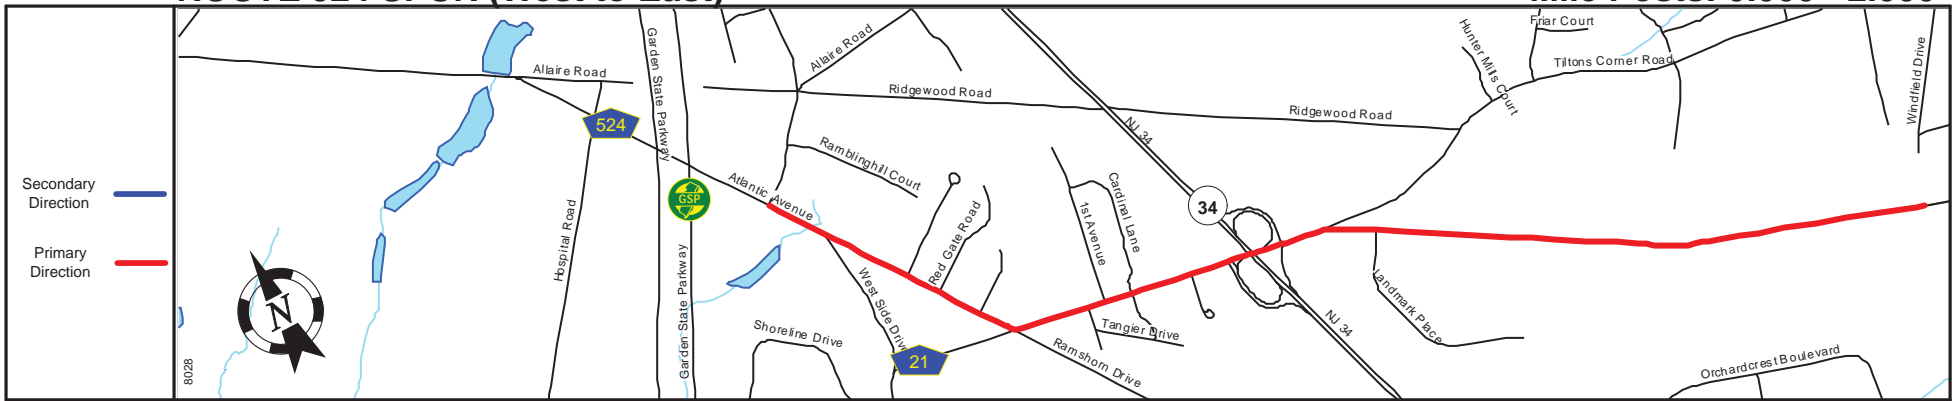 Secondary
Direction
Primary
Direction
8028
N
Allaire Road
524
Hospital Road
Garden State Parkway
Garden State Parkway
GSP
Atlantic Avenue
Allaire Road
Ridgewood Road
Ramblinghill Court
Red Gate Road
West Side Drive
Shoreline Drive
21
Ramshorn Drive
Tangier Drive
1st Avenue
Cardinal Lane
NJ 34
34
NJ 34
Ridgewood Road
Landmark Place
Hunter Mills Court
Friar Court
Tiltons Corner Road
Windfield Drive
Orchardcrest Boulevard